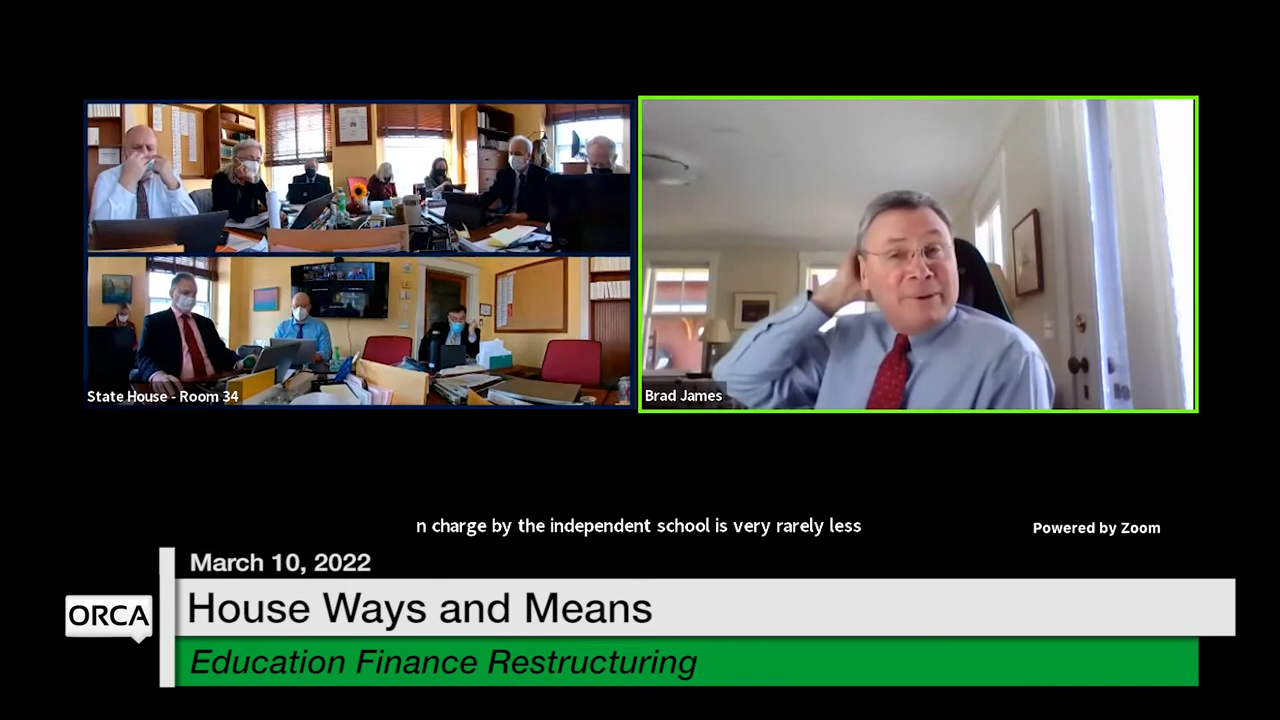 State House - Room 34
Brad James
n charge by the independent school is very rarely less
Powered by Zoom
March 10, 2022
ORCA
House Ways and Means
Education Finance Restructuring